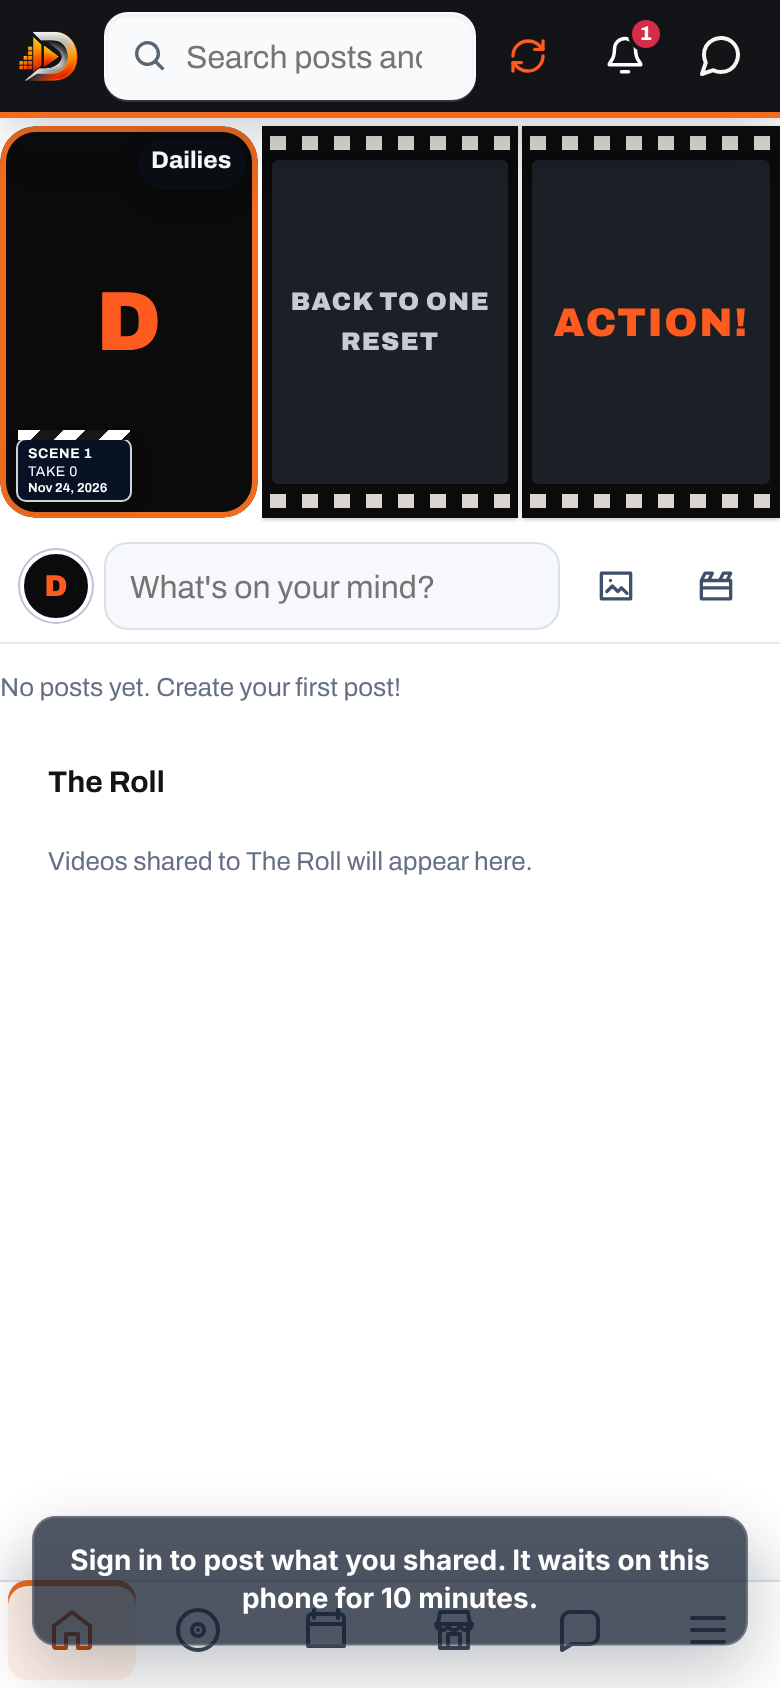 Search posts and
1
Dailies
D
SCENE 1
TAKE 0
Nov 24, 2026
BACK TO ONE
RESET
ACTION!
D
What's on your mind?
No posts yet. Create your first post!
The Roll
Videos shared to The Roll will appear here.
Sign in to post what you shared. It waits on this
phone for 10 minutes.